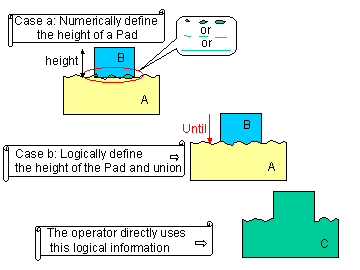 Case a: Numerically define
the height of a Pad
or
or
height
B
A
Until
B
Case b: Logically define
the height of the Pad and union
A
The operator directly uses
this logical information
C